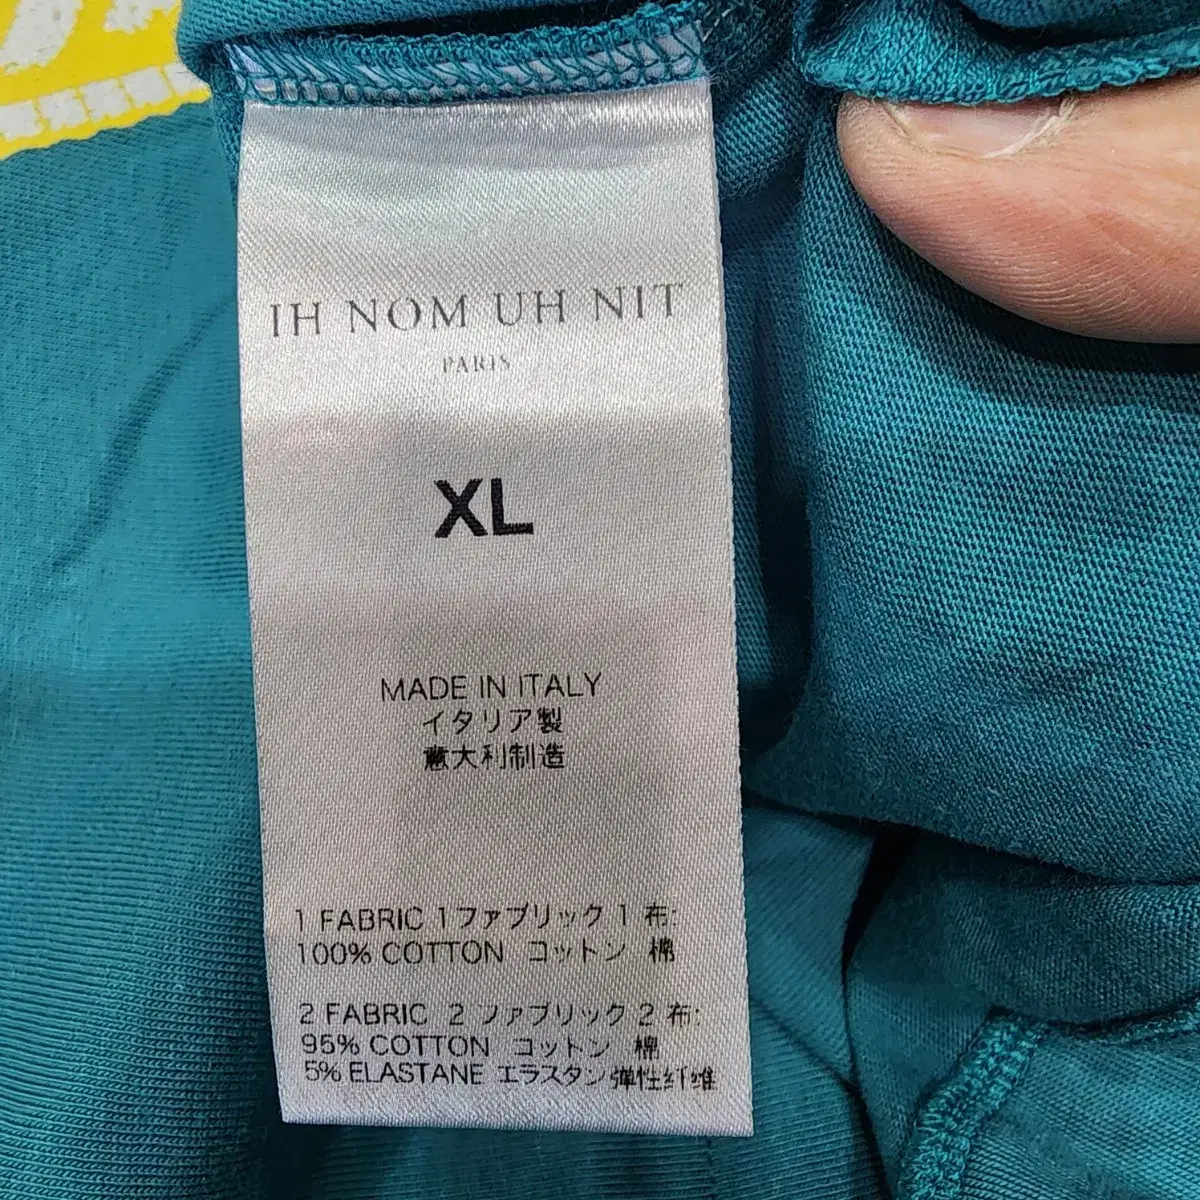 IH NOM UH NIT
PARIS
XL
MADE IN ITALY
イタリア製
意大利制造
1 FABRIC 1ファブリック 1 布:
100% COTTON コットン 棉
2 FABRIC 2 ファブリック 2 布:
95% COTTON コットン 棉
5% ELASTANE エラスタン弹性纤维